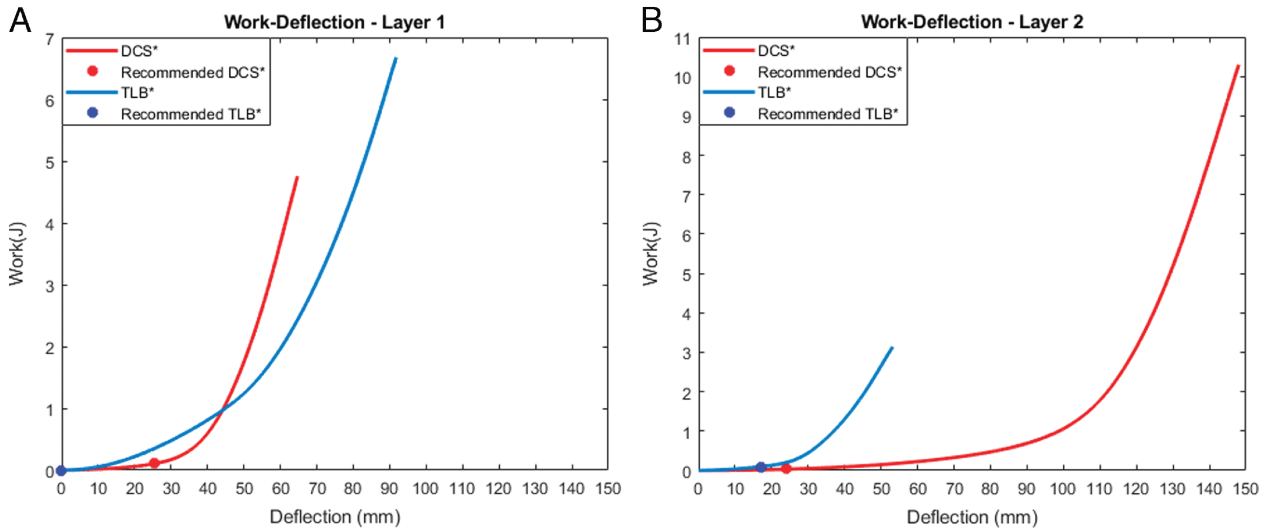 A
Work-Deflection - Layer 1
DCS*
Recommended DCS*
TLB*
Recommended TLB*
7
6
5
4
3
2
1
0
Work(J)
0 10 20 30 40 50 60 70 80 90 100 110 120 130 140 150
Deflection (mm)
B
Work-Deflection - Layer 2
DCS*
Recommended DCS*
TLB*
Recommended TLB*
11
10
9
8
7
6
5
4
3
2
1
0
Work(J)
0 10 20 30 40 50 60 70 80 90 100 110 120 130 140 150
Deflection (mm)